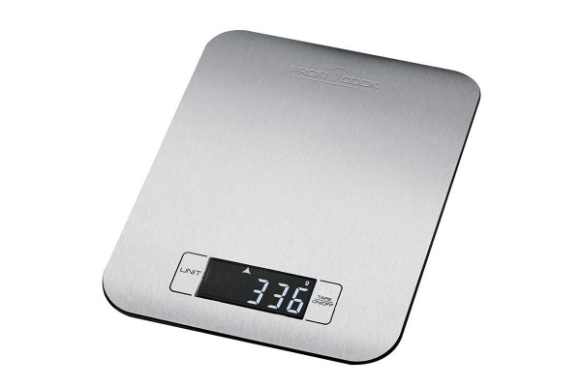 PROFI COOK
UNIT
336
g
TARE
ON/OFF